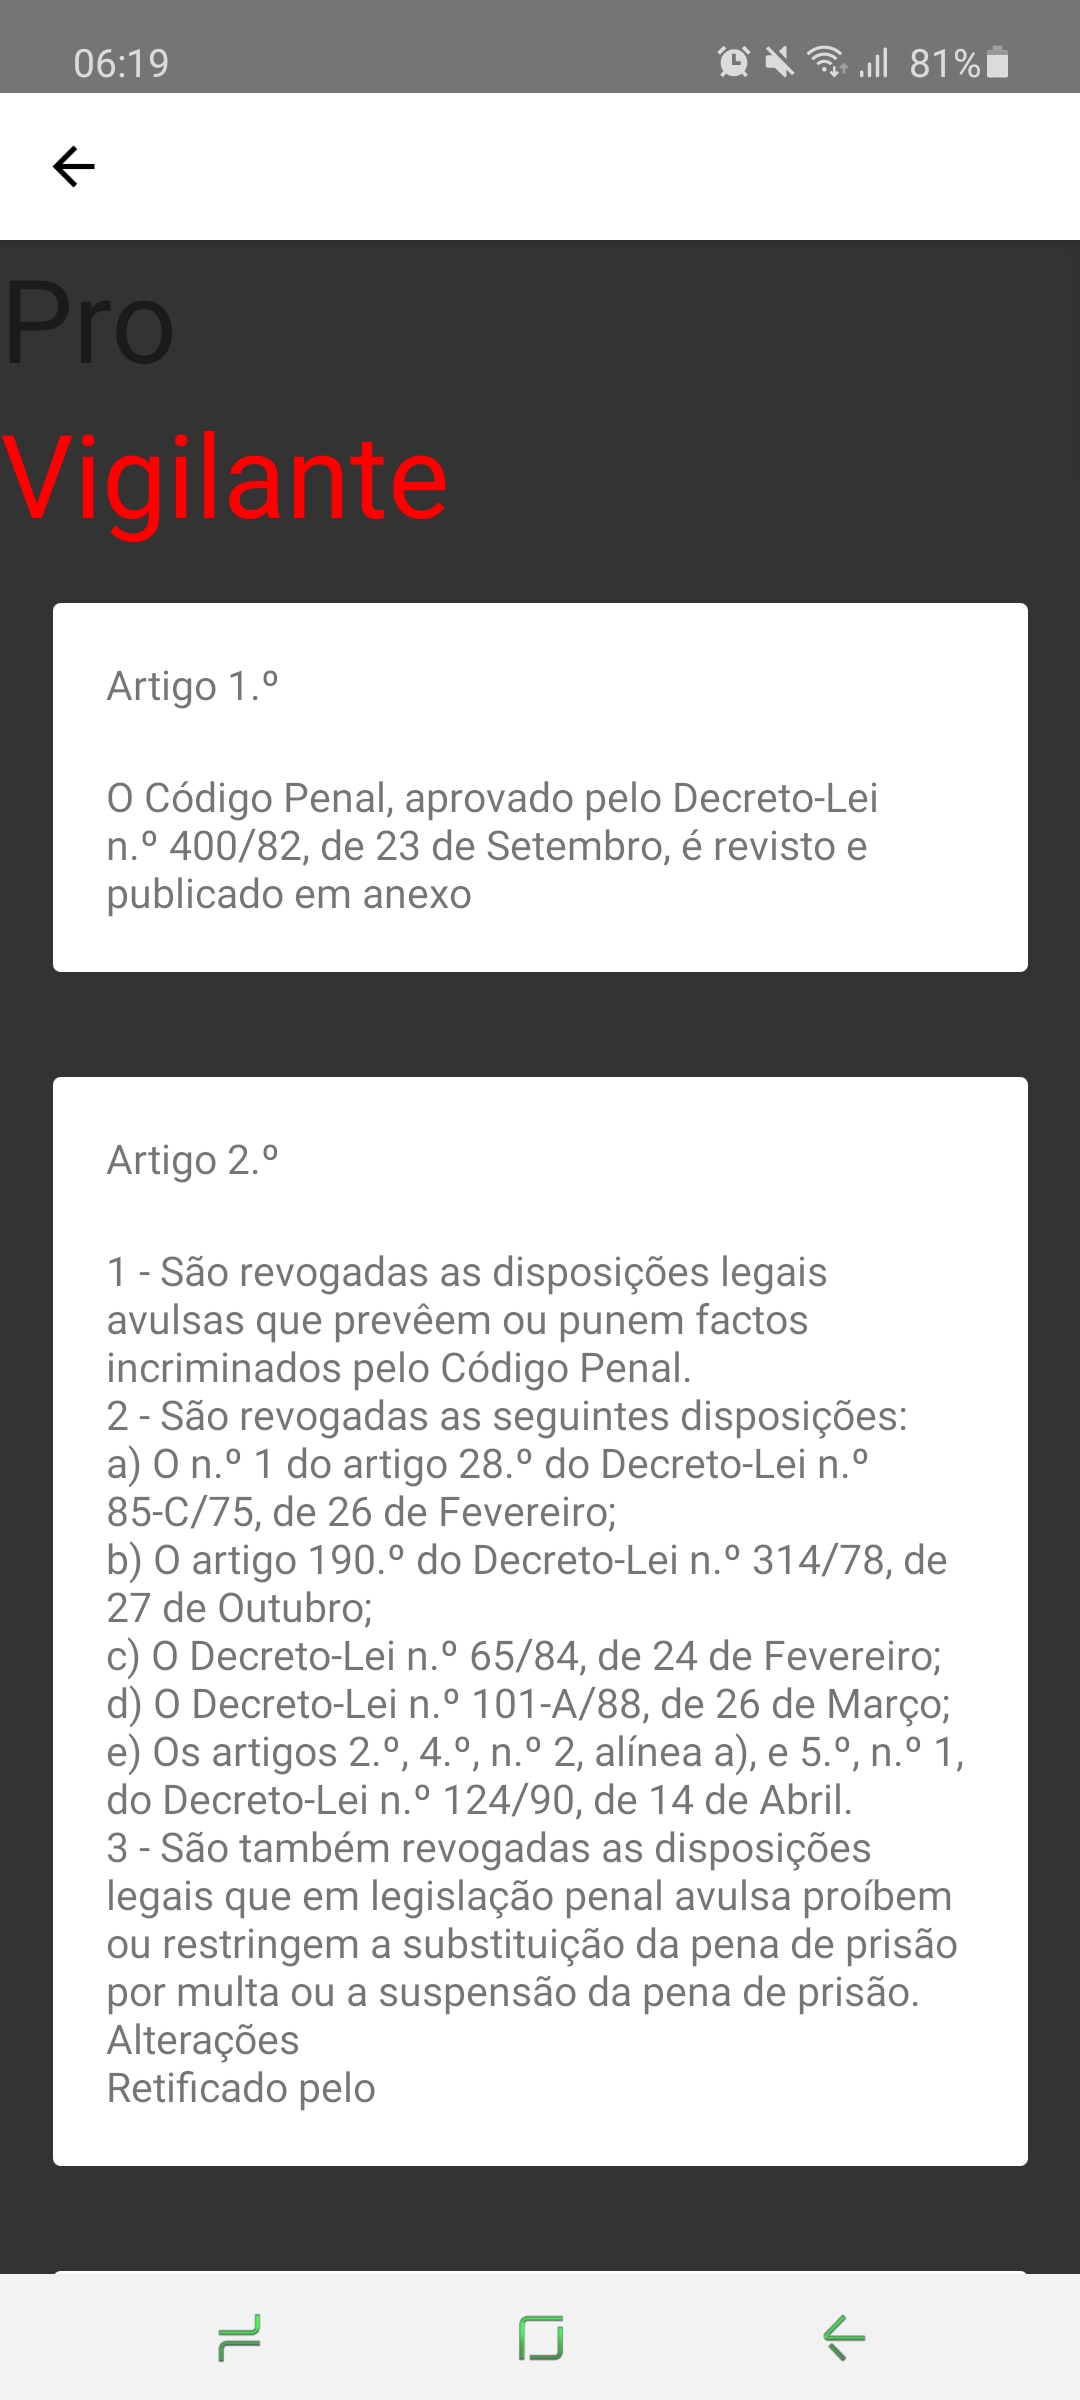 06:19
81%
Pro
Vigilante
Artigo 1.º
O Código Penal, aprovado pelo Decreto-Lei
n.º 400/82, de 23 de Setembro, é revisto e
publicado em anexo
Artigo 2.º
1 - São revogadas as disposições legais
avulsas que prevêem ou punem factos
incriminados pelo Código Penal.
2 - São revogadas as seguintes disposições:
a) O n.º 1 do artigo 28.º do Decreto-Lei n.º
85-C/75, de 26 de Fevereiro;
b) O artigo 190.º do Decreto-Lei n.º 314/78, de
27 de Outubro;
c) O Decreto-Lei n.º 65/84, de 24 de Fevereiro;
d) O Decreto-Lei n.º 101-A/88, de 26 de Março;
e) Os artigos 2.º, 4.º, n.º 2, alínea a), e 5.º, n.º 1,
do Decreto-Lei n.º 124/90, de 14 de Abril.
3 - São também revogadas as disposições
legais que em legislação penal avulsa proíbem
ou restringem a substituição da pena de prisão
por multa ou a suspensão da pena de prisão.
Alterações
Retificado pelo